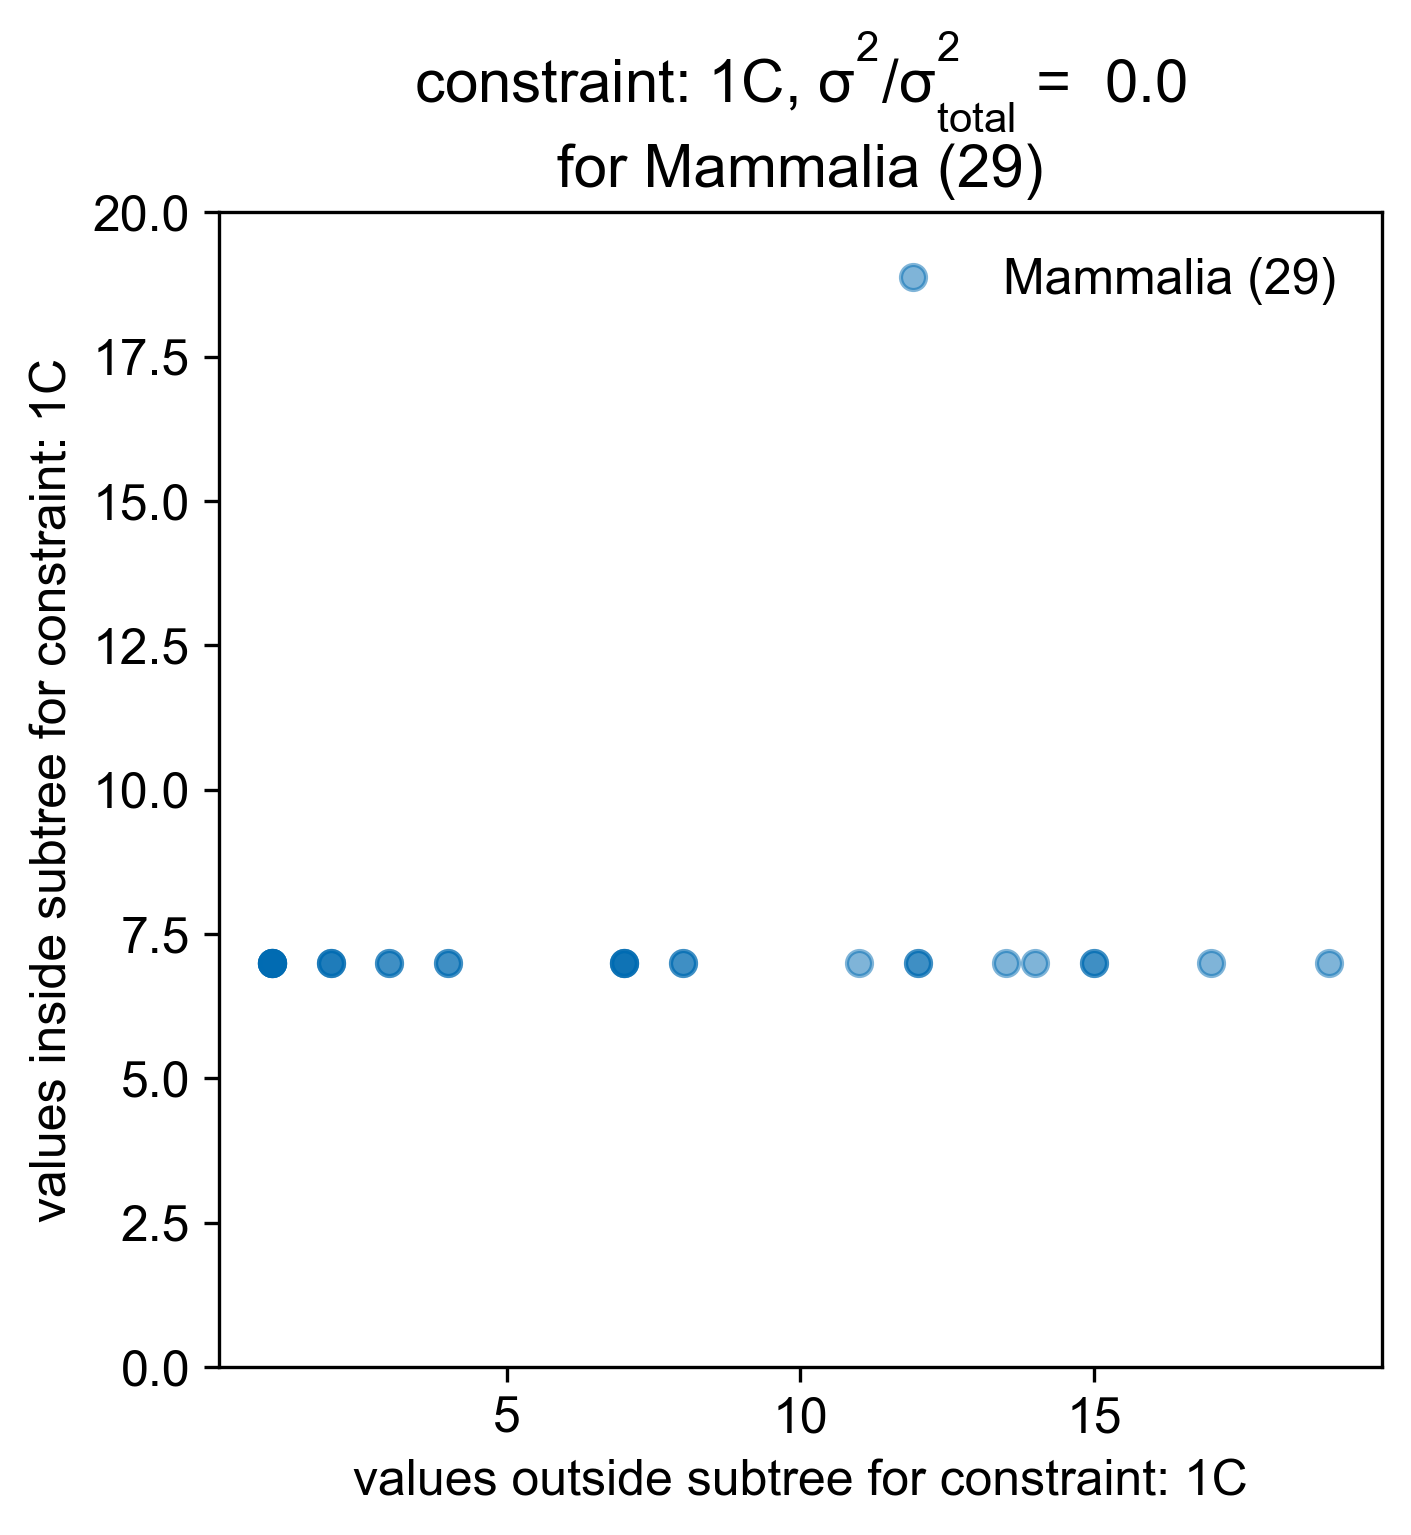 constraint: 1C, σ²/σ²total = 0.0
for Mammalia (29)
Mammalia (29)
values inside subtree for constraint: 1C
20.0
17.5
15.0
12.5
10.0
7.5
5.0
2.5
0.0
5 10 15
values outside subtree for constraint: 1C